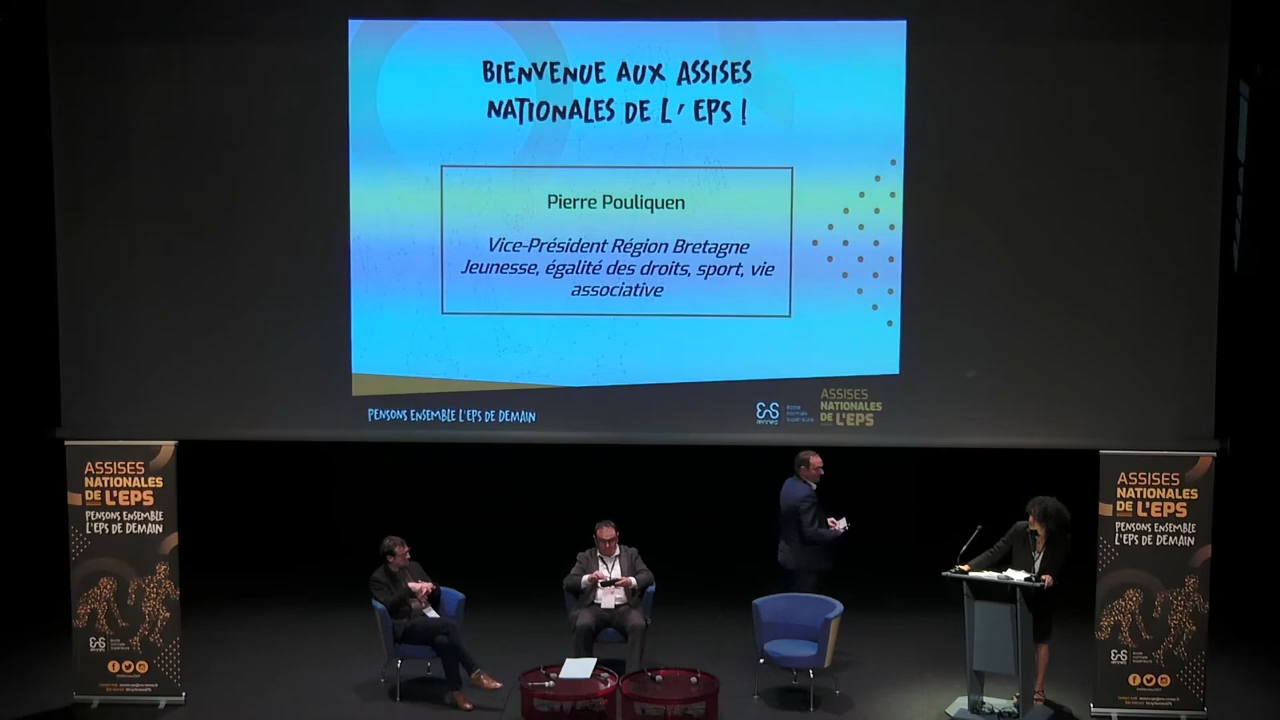 BIENVENUE AUX ASSISES
NATIONALES DE L' EPS !
Pierre Pouliquen
Vice-Président Région Bretagne
Jeunesse, égalité des droits, sport, vie
associative
PENSONS ENSEMBLE L'EPS DE DEMAIN
ASSISES
NATIONALES
DE L'EPS
ASSISES
NATIONALES
DE L'EPS
PENSONS ENSEMBLE
L'EPS DE DEMAIN
ASSISES
NATIONALES
DE L'EPS
PENSONS ENSEMBLE
L'EPS DE DEMAIN